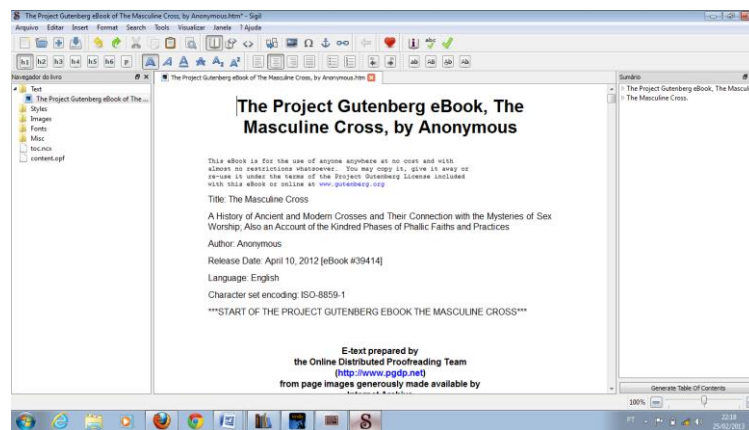 The Project Gutenberg eBook of The Masculine Cross, by Anonymous.htm* - Sigil
Arquivo Editar Insert Format Search Tools Visualizar Janela ? Ajuda
h1 h2 h3 h4 h5 h6 P
Navegador do livro
The Project Gutenberg eBook of The Masculine Cross, by Anonymous.htm
Sumário
Text
The Project Gutenberg eBook of The ...
Styles
Images
Fonts
Misc
toc.ncx
content.opf
The Project Gutenberg eBook, The
Masculine Cross, by Anonymous
This eBook is for the use of anyone anywhere at no cost and with
almost no restrictions whatsoever. You may copy it, give it away or
re-use it under the terms of the Project Gutenberg License included
with this eBook or online at www.gutenberg.org
Title: The Masculine Cross
A History of Ancient and Modern Crosses and Their Connection with the Mysteries of Sex
Worship; Also an Account of the Kindred Phases of Phallic Faiths and Practices
Author: Anonymous
Release Date: April 10, 2012 [eBook #39414]
Language: English
Character set encoding: ISO-8859-1
***START OF THE PROJECT GUTENBERG EBOOK THE MASCULINE CROSS***
E-text prepared by
the Online Distributed Proofreading Team
(http://www.pgdp.net)
from page images generously made available by
Internet Archive
The Project Gutenberg eBook, The Mascul
The Masculine Cross.
Generate Table Of Contents
100%
PT
22:18
25/02/2013